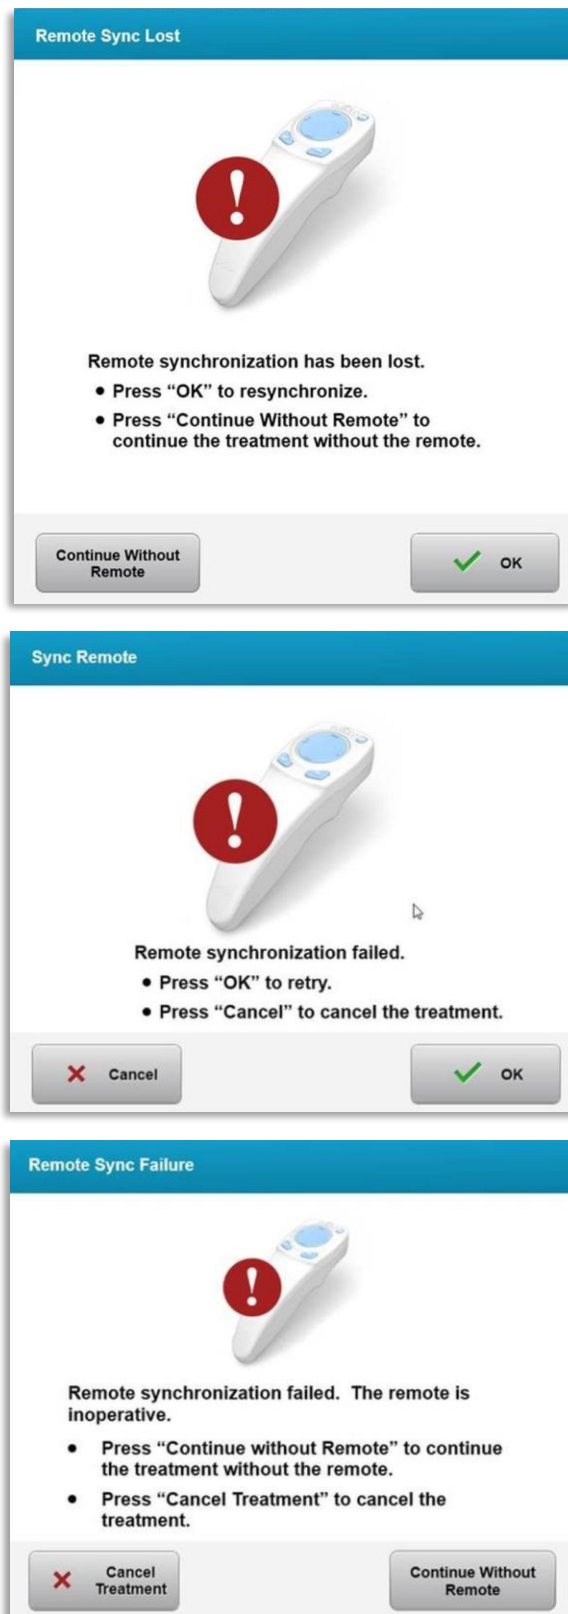 Remote Sync Lost
Remote synchronization has been lost.
• Press “OK” to resynchronize.
• Press “Continue Without Remote” to
continue the treatment without the remote.
Continue Without
Remote
OK
Sync Remote
Remote synchronization failed.
• Press “OK” to retry.
• Press “Cancel” to cancel the treatment.
Cancel
OK
Remote Sync Failure
Remote synchronization failed.  The remote is
inoperative.
• Press “Continue without Remote” to continue
the treatment without the remote.
• Press “Cancel Treatment” to cancel the
treatment.
Cancel
Treatment
Continue Without
Remote